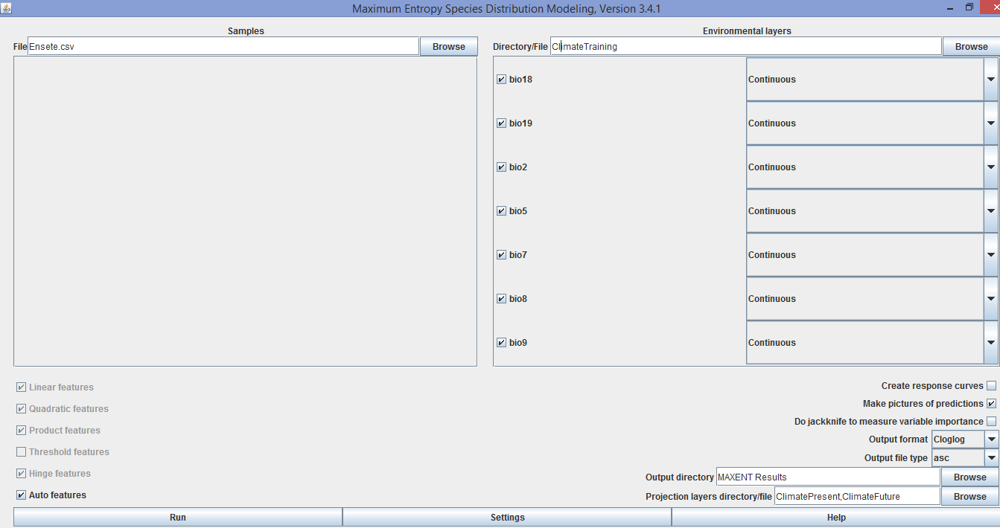 Maximum Entropy Species Distribution Modeling, Version 3.4.1
Samples
File Ensete.csv Browse
Environmental layers
Directory/File ClimateTraining Browse
bio18 Continuous
bio19 Continuous
bio2 Continuous
bio5 Continuous
bio7 Continuous
bio8 Continuous
bio9 Continuous
Linear features
Quadratic features
Product features
Threshold features
Hinge features
Auto features
Create response curves
Make pictures of predictions
Do jackknife to measure variable importance
Output format Cloglog
Output file type asc
Output directory MAXENT Results Browse
Projection layers directory/file ClimatePresent,ClimateFuture Browse
Run Settings Help